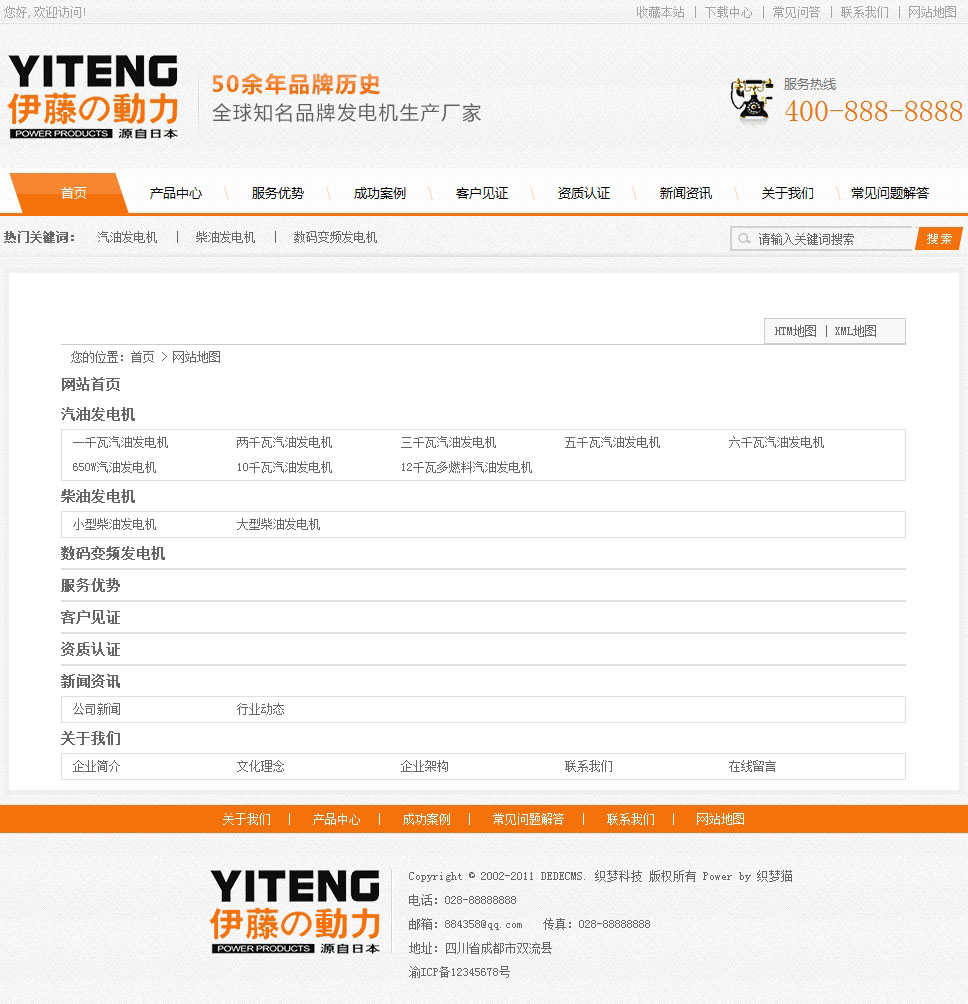 您好, 欢迎访问!
收藏本站 | 下载中心 | 常见问答 | 联系我们 | 网站地图
YITENG
伊藤の動力
POWER PRODUCTS 源自日本
50余年品牌历史
全球知名品牌发电机生产厂家
服务热线
400-888-8888
首页 产品中心 服务优势 成功案例 客户见证 资质认证 新闻资讯 关于我们 常见问题解答
热门关键词: 汽油发电机 | 柴油发电机 | 数码变频发电机
请输入关键词搜索 搜索
HTM地图 | XML地图
您的位置: 首页 > 网站地图
网站首页
汽油发电机
一千瓦汽油发电机 两千瓦汽油发电机 三千瓦汽油发电机 五千瓦汽油发电机 六千瓦汽油发电机
650W汽油发电机 10千瓦汽油发电机 12千瓦多燃料汽油发电机
柴油发电机
小型柴油发电机 大型柴油发电机
数码变频发电机
服务优势
客户见证
资质认证
新闻资讯
公司新闻 行业动态
关于我们
企业简介 文化理念 企业架构 联系我们 在线留言
关于我们 | 产品中心 | 成功案例 | 常见问题解答 | 联系我们 | 网站地图
YITENG
伊藤の動力
POWER PRODUCTS 源自日本
Copyright © 2002-2011 DEDECMS. 织梦科技 版权所有 Power by 织梦猫
电话: 028-88888888
邮箱: 884358@qq.com 传真: 028-88888888
地址: 四川省成都市双流县
渝ICP备12345678号